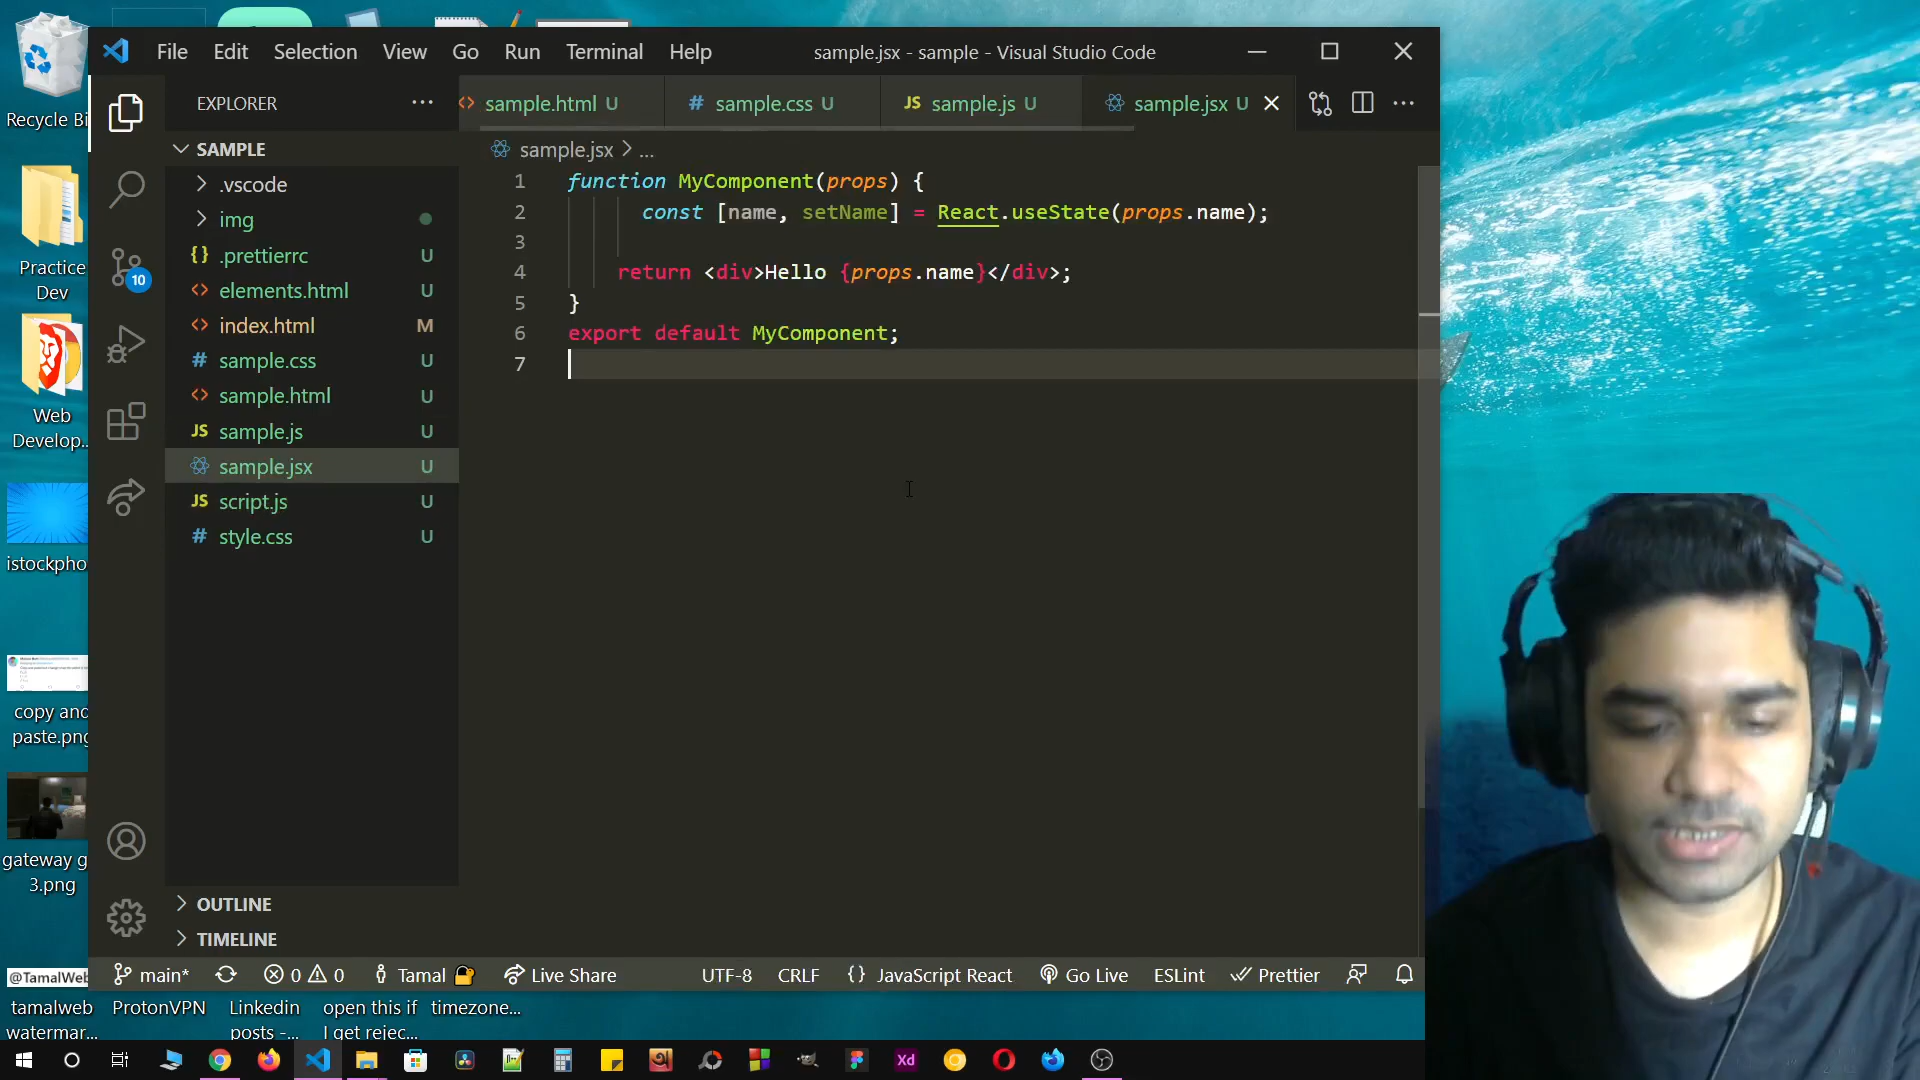 File Edit Selection View Go Run Terminal Help sample.jsx - sample - Visual Studio Code
Recycle Bi
EXPLORER
sample.html U
sample.css U
sample.js U
sample.jsx U
SAMPLE
.vscode
img
.prettierrc U
elements.html U
index.html M
sample.css U
sample.html U
sample.js U
sample.jsx U
script.js U
style.css U
OUTLINE
TIMELINE
10
sample.jsx > ...
1 function MyComponent(props) {
2 const [name, setName] = React.useState(props.name);
3
4 return <div>Hello {props.name}</div>;
5 }
6 export default MyComponent;
7
Practice
Dev
Web
Develop...
istockpho
copy and
paste.png
gateway g
3.png
@TamalWeb
main* 0 0 Tamal Live Share UTF-8 CRLF {} JavaScript React Go Live ESLint Prettier
tamalweb
watermar...
ProtonVPN
Linkedin
posts -...
open this if
I get rejec...
timezone...
Xd